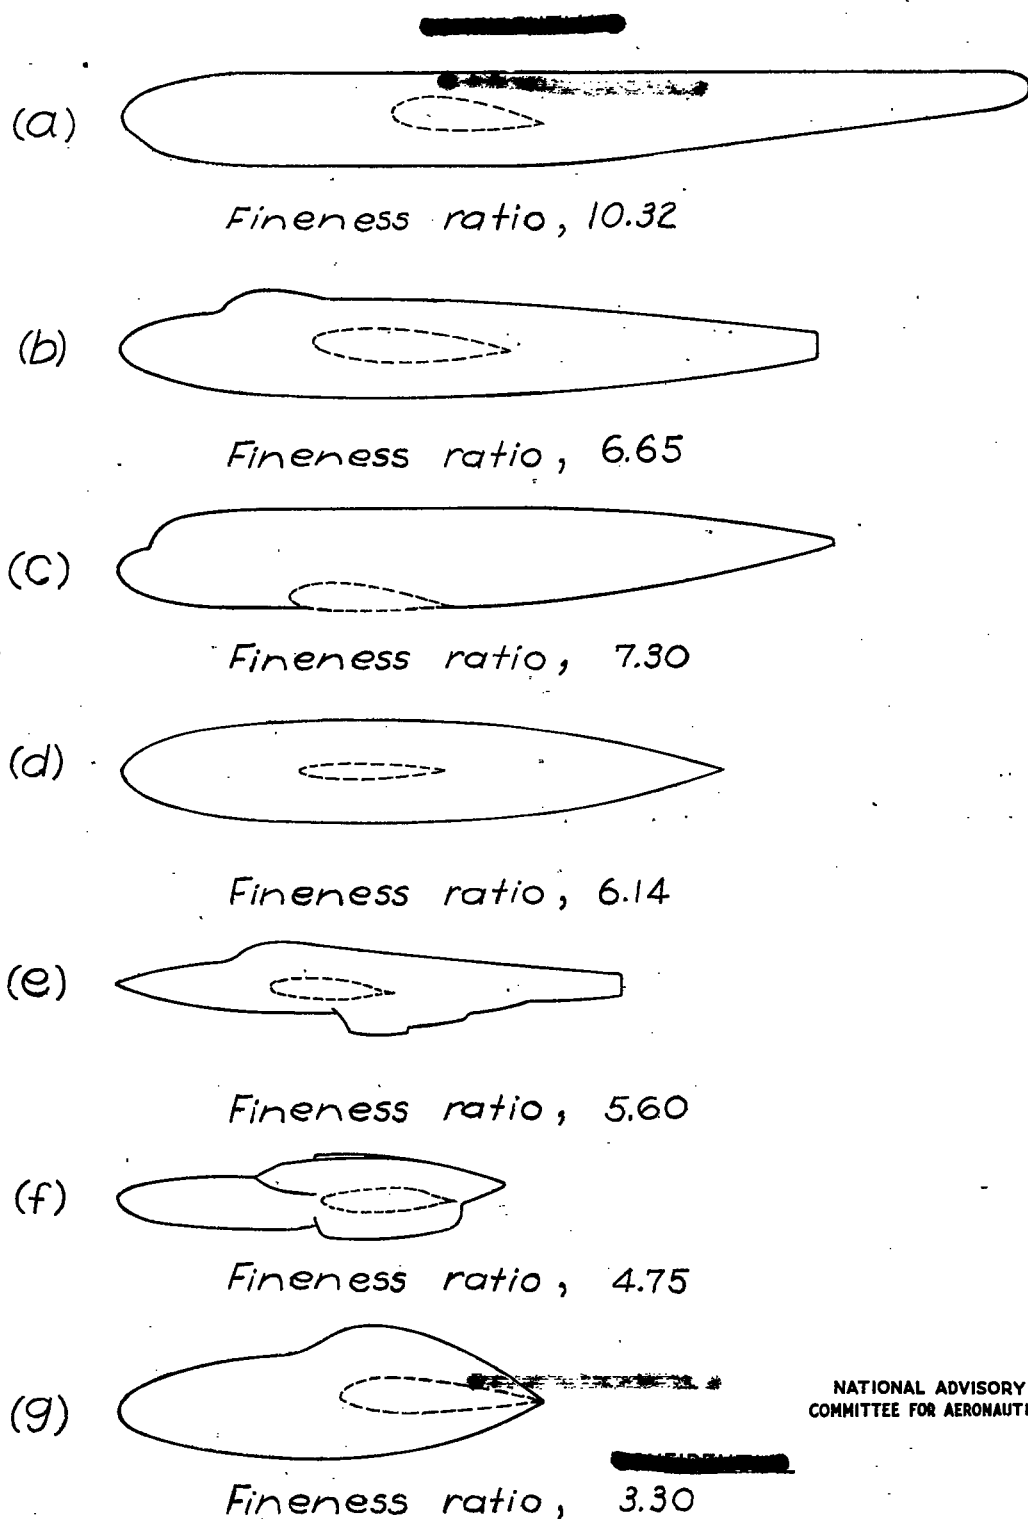 (a)
Fineness ratio, 10.32
(b)
Fineness ratio, 6.65
(c)
Fineness ratio, 7.30
(d)
Fineness ratio, 6.14
(e)
Fineness ratio, 5.60
(f)
Fineness ratio, 4.75
(g)
NATIONAL ADVISORY
COMMITTEE FOR AERONAUTI
Fineness ratio, 3.30